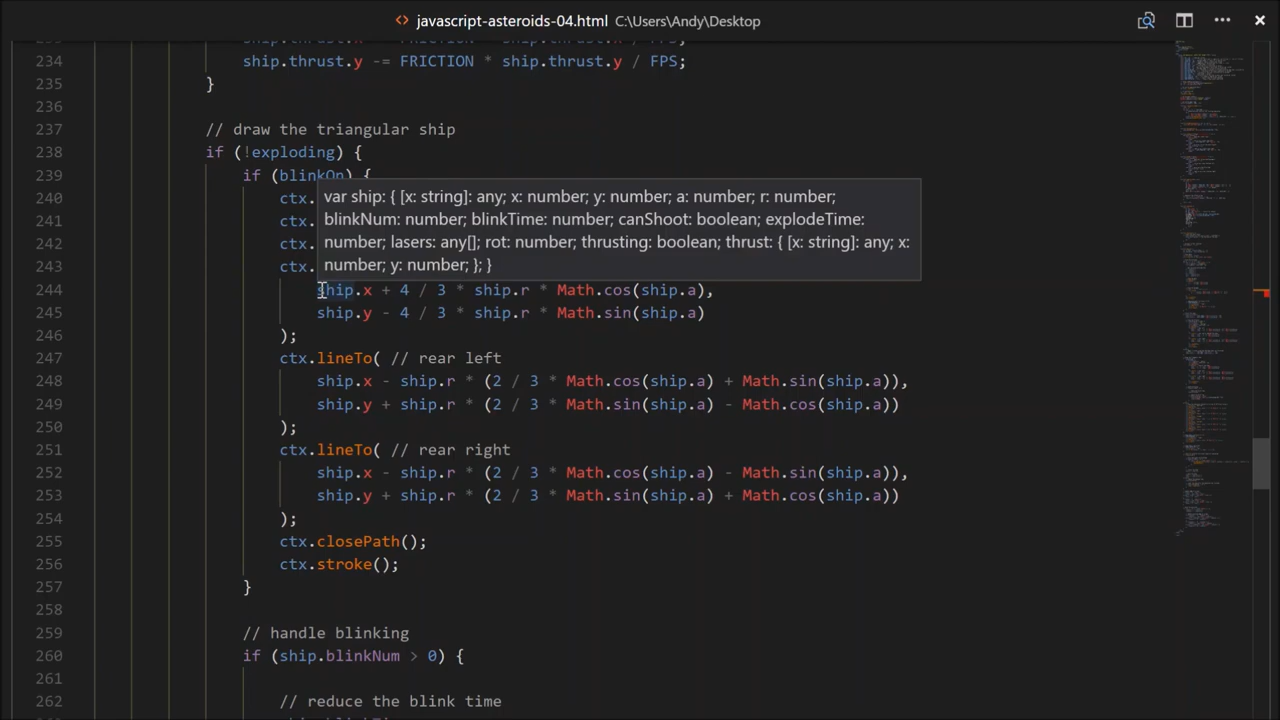 javascript-asteroids-04.html C:\Users\Andy\Desktop
234 ship.thrust.y -= FRICTION * ship.thrust.y / FPS;
235 }
236
237 // draw the triangular ship
238 if (!exploding) {
239 if (blinkOn) {
240 ctx.
241 ctx.
242 ctx.
243 ctx.
var ship: { [x: string]: any; x: number; y: number; a: number; r: number;
blinkNum: number; blinkTime: number; canShoot: boolean; explodeTime:
number; lasers: any[]; rot: number; thrusting: boolean; thrust: { [x: string]: any; x:
number; y: number; }; }
244 ship.x + 4 / 3 * ship.r * Math.cos(ship.a),
245 ship.y - 4 / 3 * ship.r * Math.sin(ship.a)
246 );
247 ctx.lineTo( // rear left
248 ship.x - ship.r * (2 / 3 * Math.cos(ship.a) + Math.sin(ship.a)),
249 ship.y + ship.r * (2 / 3 * Math.sin(ship.a) - Math.cos(ship.a))
250 );
251 ctx.lineTo( // rear right
252 ship.x - ship.r * (2 / 3 * Math.cos(ship.a) - Math.sin(ship.a)),
253 ship.y + ship.r * (2 / 3 * Math.sin(ship.a) + Math.cos(ship.a))
254 );
255 ctx.closePath();
256 ctx.stroke();
257 }
258
259 // handle blinking
260 if (ship.blinkNum > 0) {
261
262 // reduce the blink time